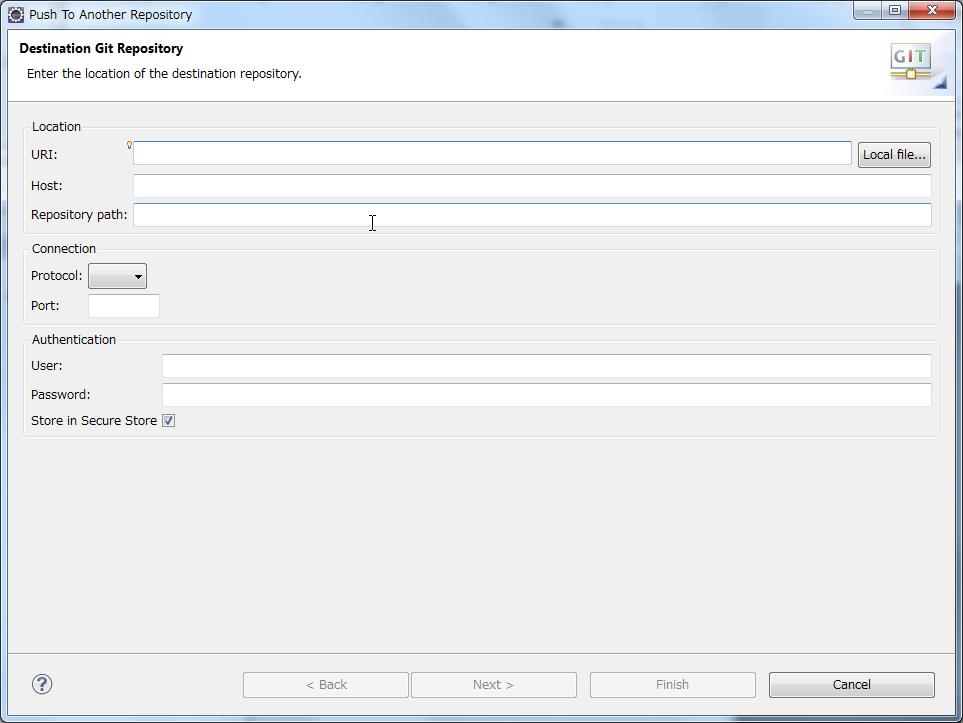 Push To Another Repository
Destination Git Repository
Enter the location of the destination repository.
GIT
Location
URI:
Local file...
Host:
Repository path:
Connection
Protocol:
Port:
Authentication
User:
Password:
Store in Secure Store
?
< Back
Next >
Finish
Cancel